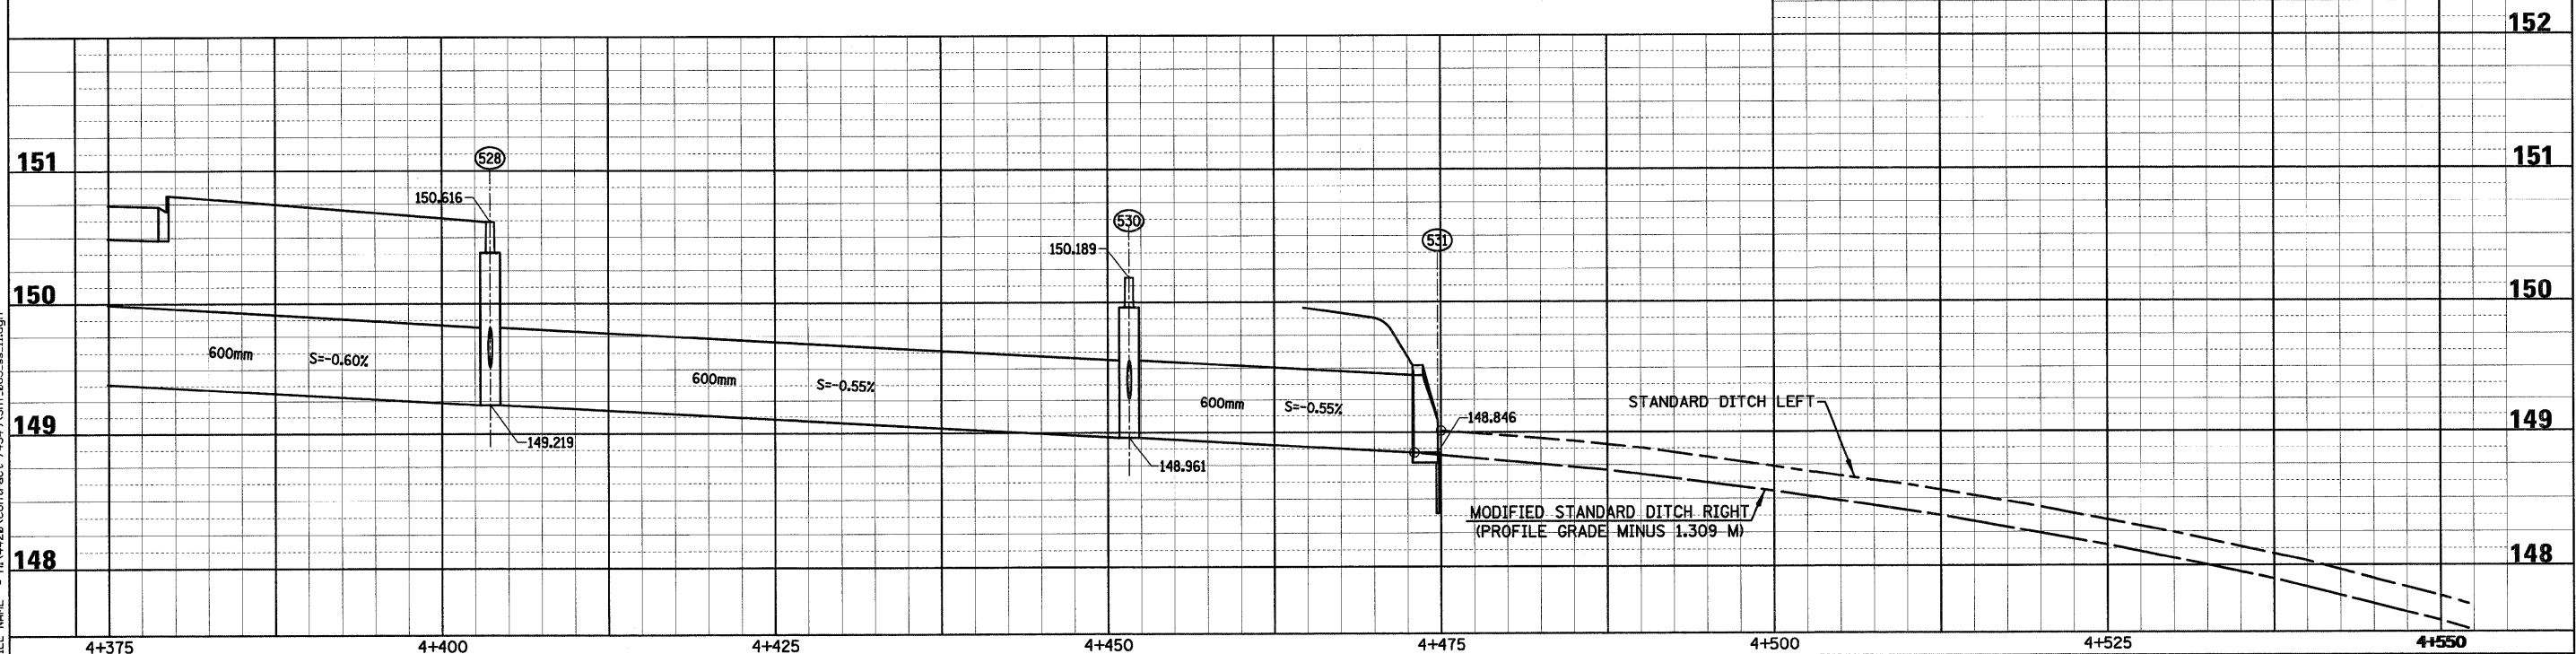 152
151
151
528
150.616
530
150.189
531
150
150
600mm
S=-0.60%
600mm
S=-0.55%
600mm
S=-0.55%
STANDARD DITCH LEFT
148.846
149
149
149.219
148.961
MODIFIED STANDARD DITCH RIGHT
(PROFILE GRADE MINUS 1.309 M)
148
148
4+375
4+400
4+425
4+450
4+475
4+500
4+525
4+550